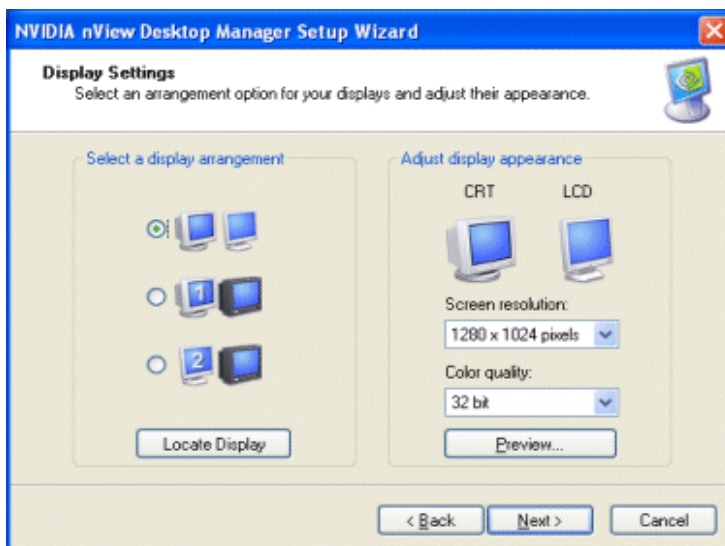 NVIDIA nView Desktop Manager Setup Wizard
Display Settings
Select an arrangement option for your displays and adjust their appearance.
Select a display arrangement
1
2
Locate Display
Adjust display appearance
CRT LCD
Screen resolution:
1280 x 1024 pixels
Color quality:
32 bit
Preview...
< Back Next > Cancel